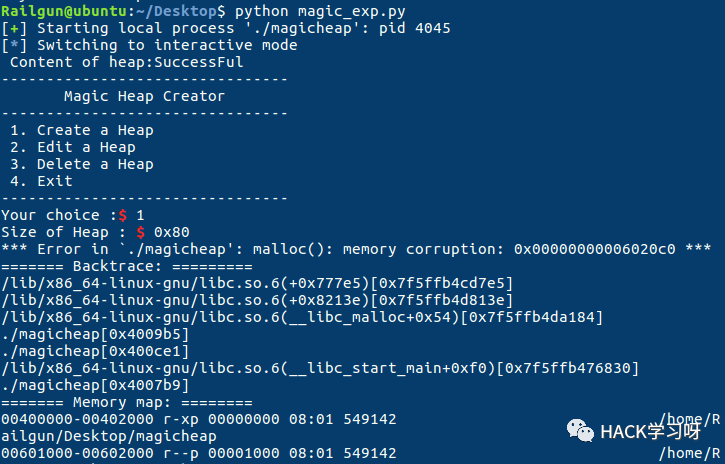 Railgun@ubuntu:~/Desktop$ python magic_exp.py
[+] Starting local process './magicheap': pid 4045
[*] Switching to interactive mode
Content of heap:SuccessFul
--------------------------------
Magic Heap Creator
--------------------------------
1. Create a Heap
2. Edit a Heap
3. Delete a Heap
4. Exit
--------------------------------
Your choice :$ 1
Size of Heap : $ 0x80
*** Error in `./magicheap': malloc(): memory corruption: 0x00000000006020c0 ***
======= Backtrace: =========
/lib/x86_64-linux-gnu/libc.so.6(+0x777e5)[0x7f5ffb4cd7e5]
/lib/x86_64-linux-gnu/libc.so.6(+0x8213e)[0x7f5ffb4d813e]
/lib/x86_64-linux-gnu/libc.so.6(__libc_malloc+0x54)[0x7f5ffb4da184]
./magicheap[0x4009b5]
./magicheap[0x400ce1]
/lib/x86_64-linux-gnu/libc.so.6(__libc_start_main+0xf0)[0x7f5ffb476830]
./magicheap[0x4007b9]
======= Memory map: ========
00400000-00402000 r-xp 00000000 08:01 549142 /home/R
ailgun/Desktop/magicheap
HACK学习呀
00601000-00602000 r--p 00001000 08:01 549142 /home/R